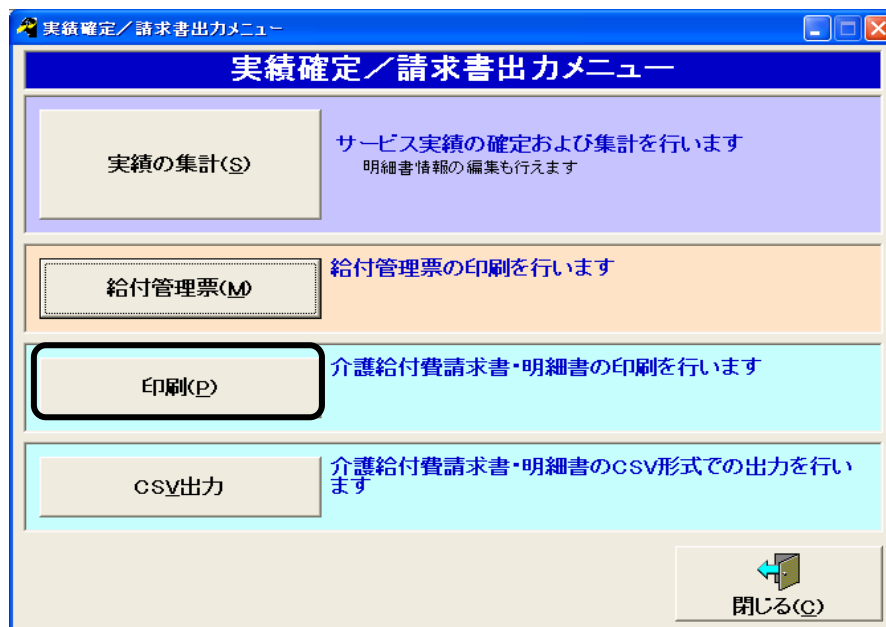 実績確定／請求書出力メニュー
実績確定／請求書出力メニュー
実績の集計(S)
サービス実績の確定および集計を行います
明細書情報の編集も行えます
給付管理票(M)
給付管理票の印刷を行います
印刷(P)
介護給付費請求書・明細書の印刷を行います
CSV出力
介護給付費請求書・明細書のCSV形式での出力を行い
ます
閉じる(C)